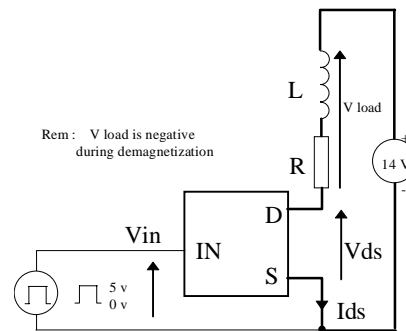 L
V load
Rem : V load is negative
during demagnetization
R
+
14 V
-
D
Vin
IN
Vds
S
5 v
0 v
Ids